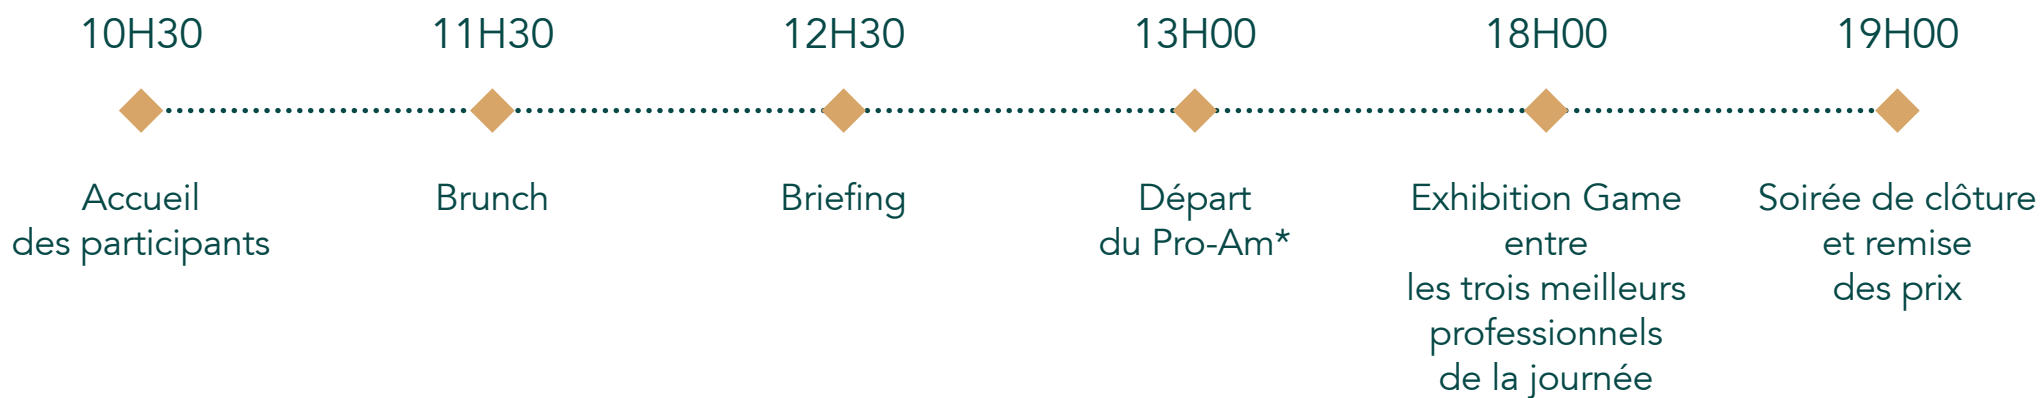 10H30
11H30
12H30
13H00
18H00
19H00
Accueil
des participants
Brunch
Briefing
Départ
du Pro-Am*
Exhibition Game
entre
les trois meilleurs
professionnels
de la journée
Soirée de clôture
et remise
des prix